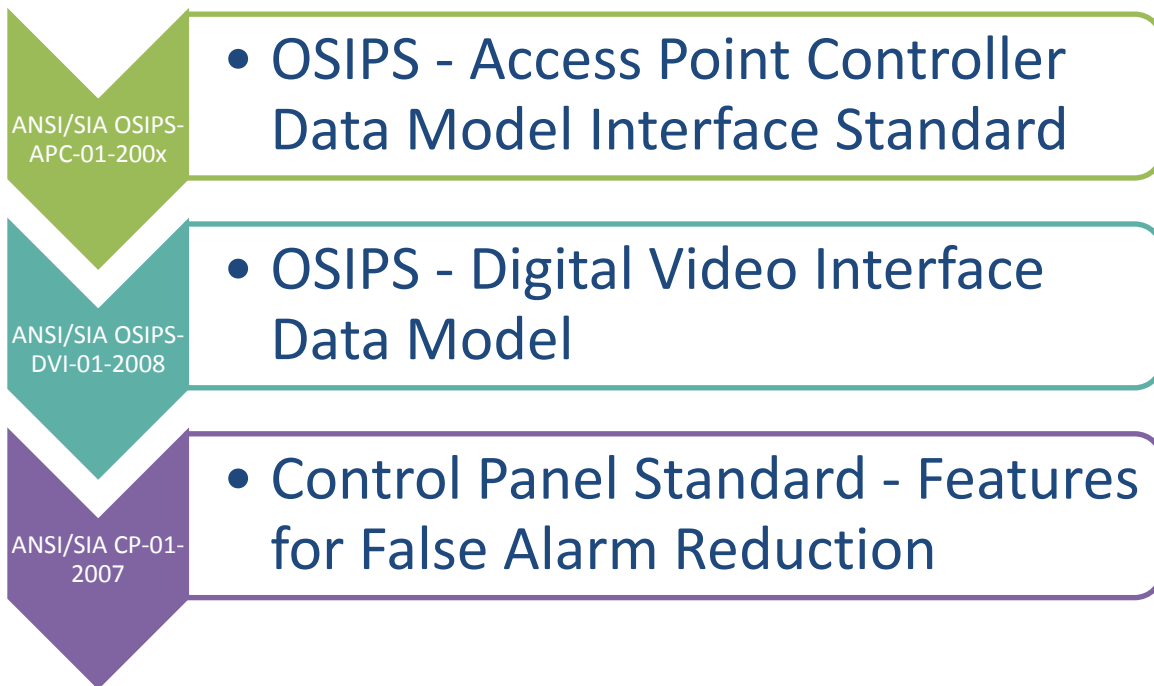 ANSI/SIA OSIPS-
APC-01-200x
• OSIPS - Access Point Controller
Data Model Interface Standard
ANSI/SIA OSIPS-
DVI-01-2008
• OSIPS - Digital Video Interface
Data Model
ANSI/SIA CP-01-
2007
• Control Panel Standard - Features
for False Alarm Reduction